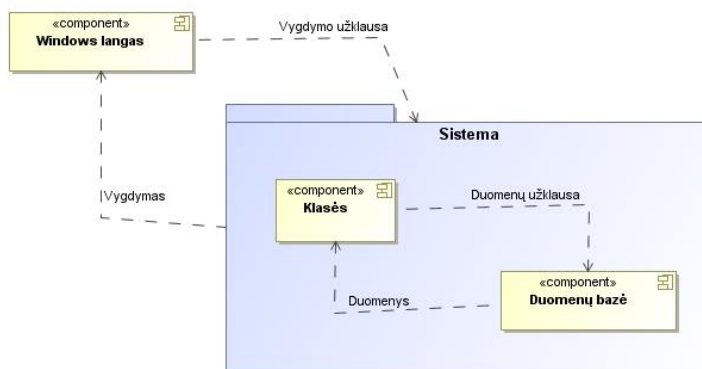 «component»
Windows langas
Vygdymo užklausa
Sistema
Vygdymas
«component»
Klasės
Duomenų užklausa
«component»
Duomenų bazė
Duomenys